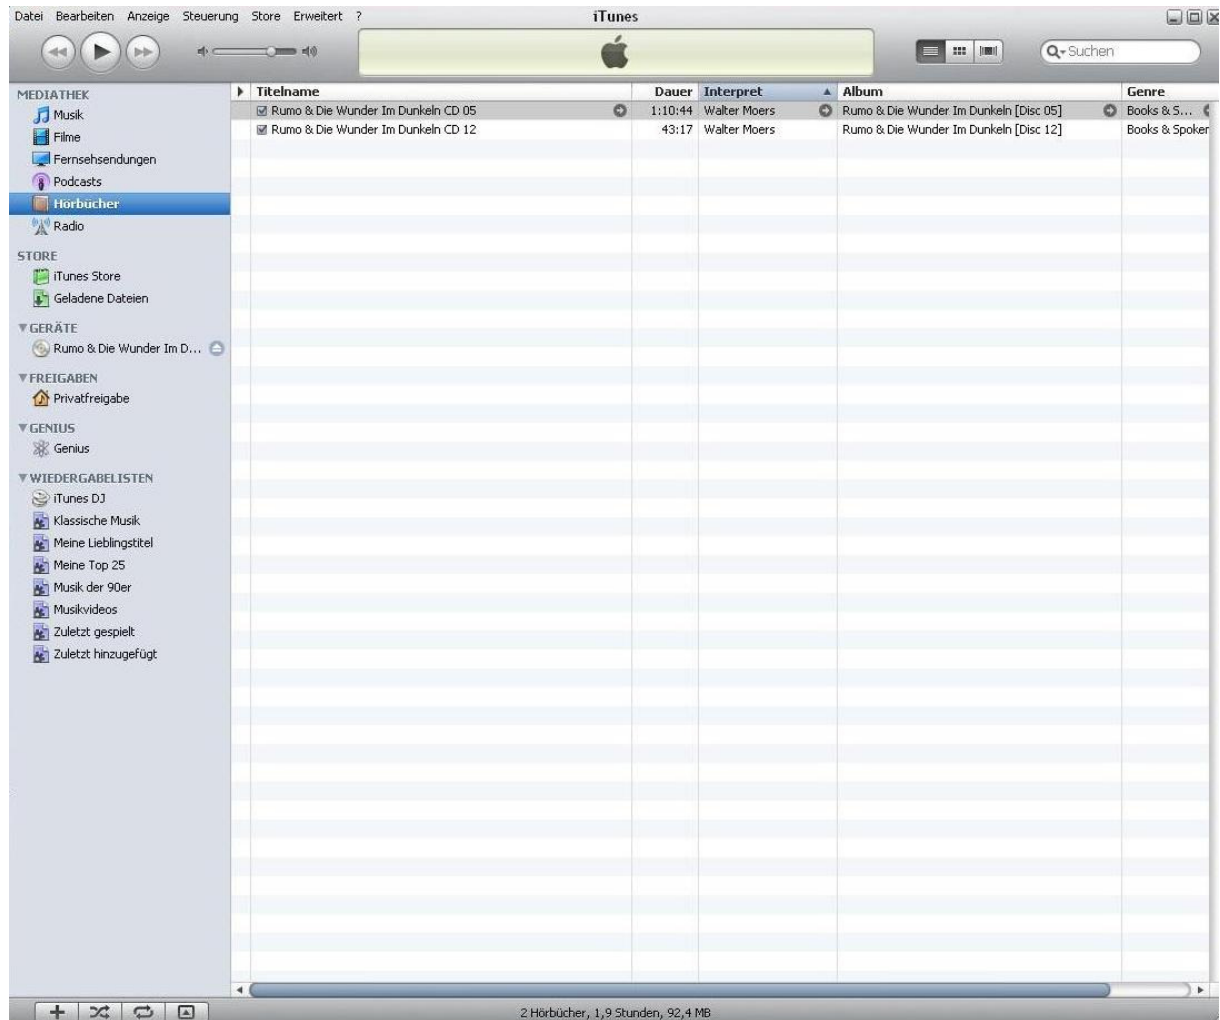 Datei Bearbeiten Anzeige Steuerung Store Erweitert ?
iTunes
Suchen
MEDIATHEK
Musik
Filme
Fernsehsendungen
Podcasts
Hörbücher
Radio
STORE
iTunes Store
Geladene Dateien
GERÄTE
Rumo & Die Wunder Im D...
FREIGABEN
Privatfreigabe
GENIUS
Genius
WIEDERGABELISTEN
iTunes DJ
Klassische Musik
Meine Lieblingstitel
Meine Top 25
Musik der 90er
Musikvideos
Zuletzt gespielt
Zuletzt hinzugefügt
Titelname Dauer Interpret Album Genre
Rumo & Die Wunder Im Dunkeln CD 05 1:10:44 Walter Moers Rumo & Die Wunder Im Dunkeln [Disc 05] Books & S...
Rumo & Die Wunder Im Dunkeln CD 12 43:17 Walter Moers Rumo & Die Wunder Im Dunkeln [Disc 12] Books & Spoken
2 Hörbücher, 1,9 Stunden, 92,4 MB